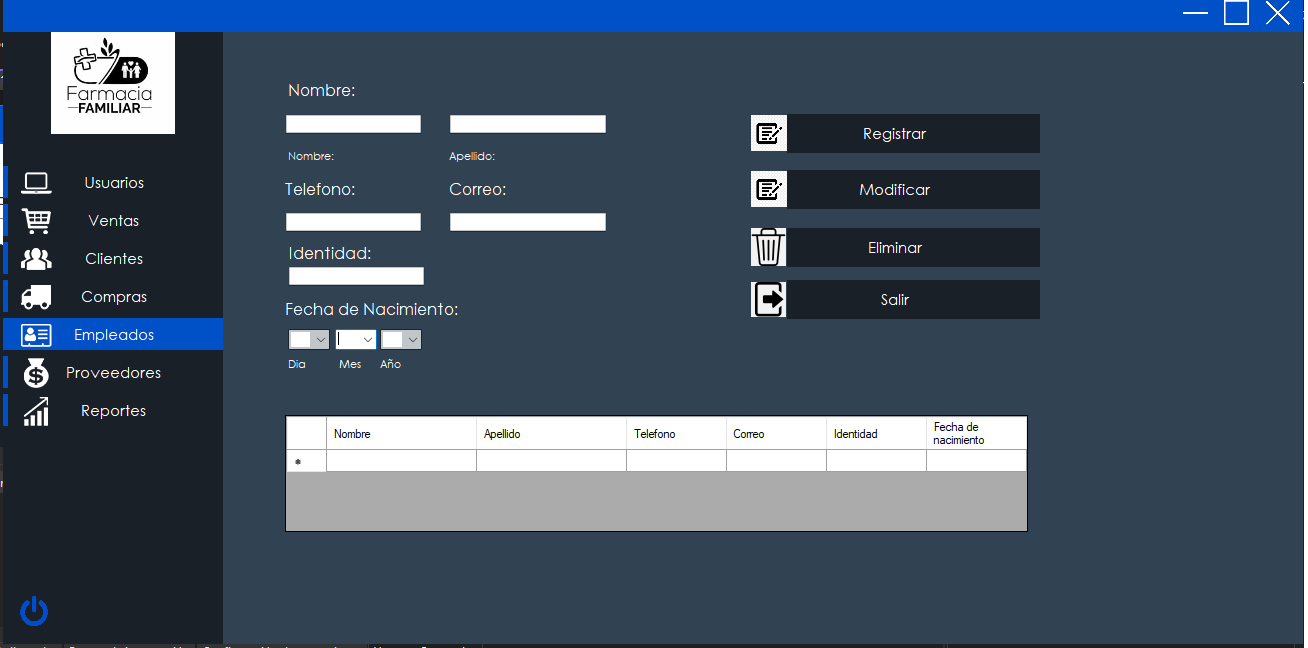 Farmacia
FAMILIAR
Usuarios
Ventas
Clientes
Compras
Empleados
Proveedores
Reportes
Nombre:
Nombre:
Apellido:
Telefono:
Correo:
Identidad:
Fecha de Nacimiento:
Dia
Mes
Año
Registrar
Modificar
Eliminar
Salir
Nombre
Apellido
Telefono
Correo
Identidad
Fecha de
nacimiento